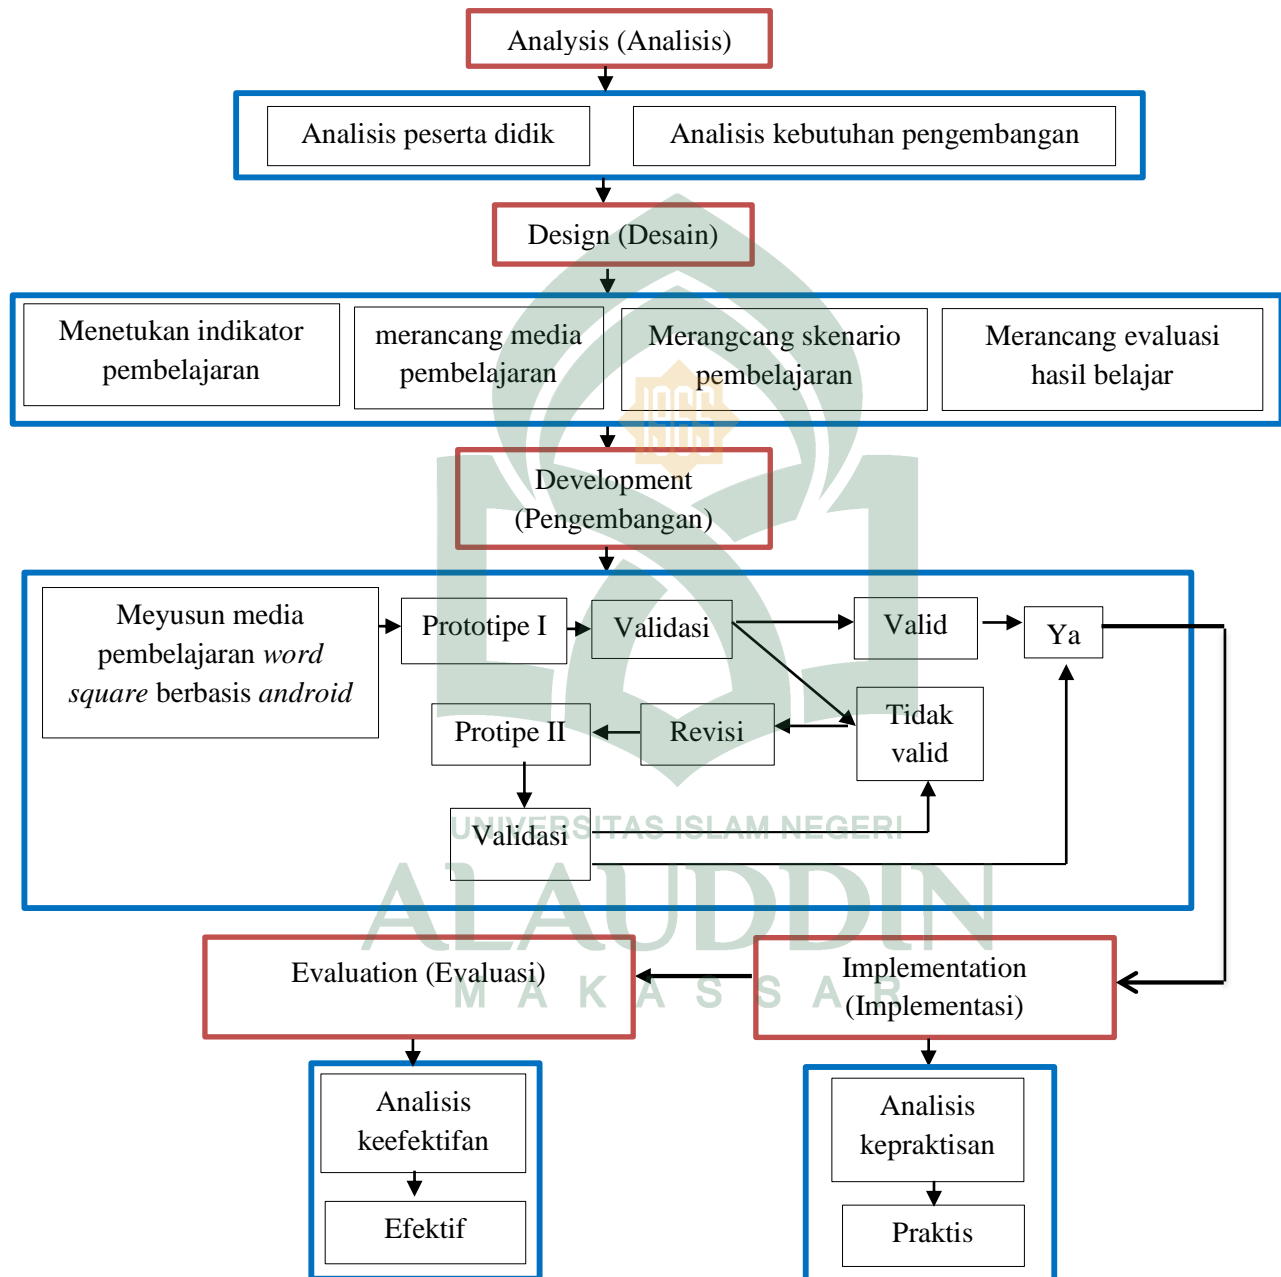 Analysis (Analisis)
Analisis peserta didik
Analisis kebutuhan pengembangan
Design (Desain)
Menetukan indikator
pembelajaran
merancang media
pembelajaran
Merangcang skenario
pembelajaran
Merancang evaluasi
hasil belajar
1965
Development
(Pengembangan)
Meyusun media
pembelajaran word
square berbasis android
Prototipe I
Validasi
Valid
Ya
Protipe II
Revisi
Tidak
valid
Validasi
UNIVERSITAS ISLAM NEGERI
ALAUDDIN
MAKASSAR
Evaluation (Evaluasi)
Implementation
(Implementasi)
Analisis
keefektifan
Efektif
Analisis
kepraktisan
Praktis